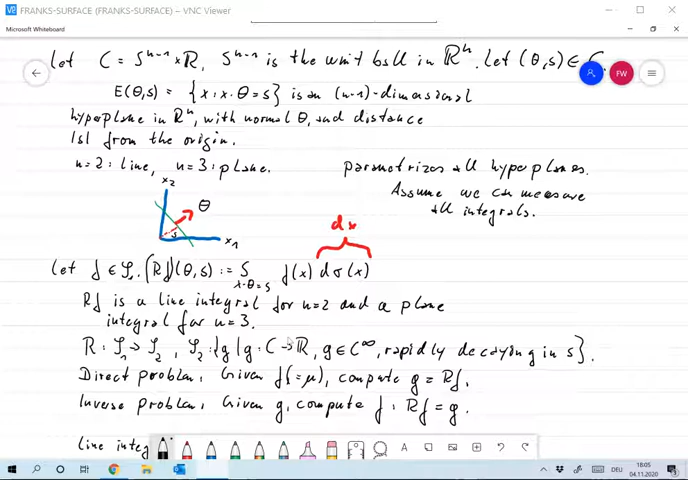 FRANKS-SURFACE (FRANKS-SURFACE) - VNC Viewer
Microsoft Whiteboard
Let C = S^{n-1} × ℝ, S^{n-1} is the unit ball in ℝ^n. Let (θ,s) ∈ C.
FW
E(θ,s) = {x : x·θ = s} is an (n-1)-dimensional
hyperplane in ℝ^n, with normal θ, and distance
|s| from the origin.
n=2: line, n=3: plane.
parametrizes all hyperplanes.
Assume we can measure
all integrals.
x₂
θ
s
x₁
dx
Let f ∈ 𝒮₁. (Rf)(θ,s) := ∫_{x·θ=s} f(x) dσ(x)
Rf is a line integral for n=2 and a plane
integral for n=3.
R: 𝒮₁ → 𝒮₂, 𝒮₂ : {g | g: C → ℝ, g ∈ C^∞, rapidly decaying in s}.
Direct problem. Given f (=μ), compute g = Rf.
Inverse problem. Given g, compute f: Rf = g.
Line integ
DEU
18:05
04.11.2020